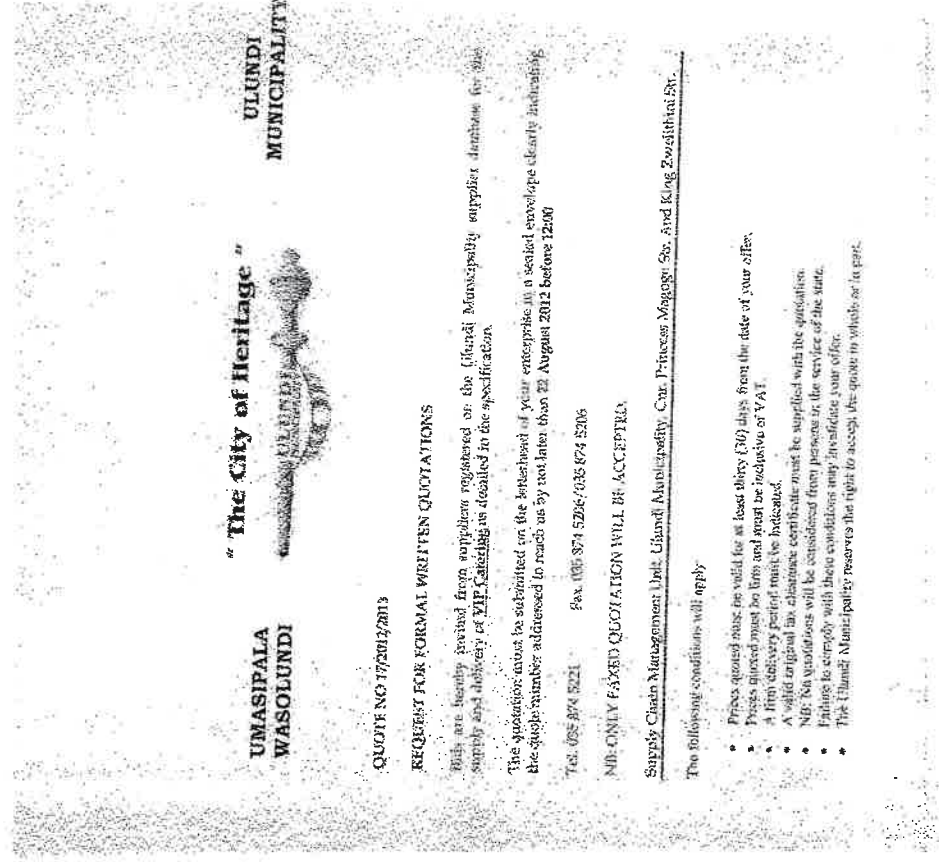 UMASIPALA
WASOLUNDI
" The City of Heritage "
ULUNDI
ULUNDI
MUNICIPALITY
QUOTE NO 17/2012/2013
REQUEST FOR FORMAL WRITTEN QUOTATIONS
Bids are hereby invited from suppliers registered on the Ulundi Municipality supplier database for the
supply and delivery of VIP Catering as detailed in the specification.
The quotation must be submitted on the letterhead of your enterprise in a sealed envelope clearly indicating
the quote number addressed to reach us by not later than 22 August 2012 before 12:00
Tel. 035 874 5221 Fax. 035 874 5206/ 035 874 5206
NB: ONLY FAXED QUOTATION WILL BE ACCEPTED.
Supply Chain Management Unit, Ulundi Municipality, Cnr. Princess Magogo Str. And King Zwelithini Str.
The following conditions will apply
• Prices quoted must be valid for at least thirty (30) days from the date of your offer.
• Prices quoted must be firm and must be inclusive of VAT.
• A firm delivery period must be indicated.
• A valid original tax clearance certificate must be supplied with the quotation.
• NB: No quotations will be considered from persons in the service of the state.
• Failure to comply with these conditions may invalidate your offer.
• The Ulundi Municipality reserves the right to accept the quote in whole or in part.